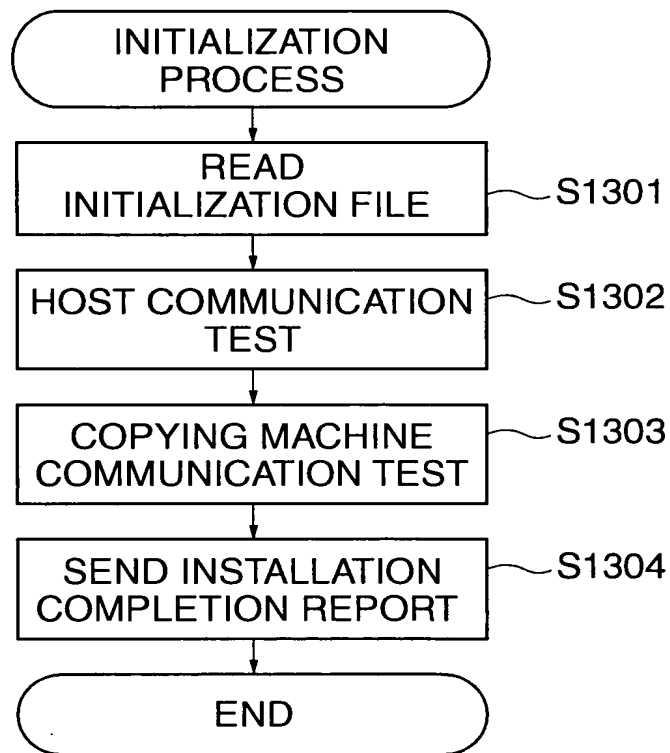 INITIALIZATION
PROCESS
READ
INITIALIZATION FILE
S1301
HOST COMMUNICATION
TEST
S1302
COPYING MACHINE
COMMUNICATION TEST
S1303
SEND INSTALLATION
COMPLETION REPORT
S1304
END